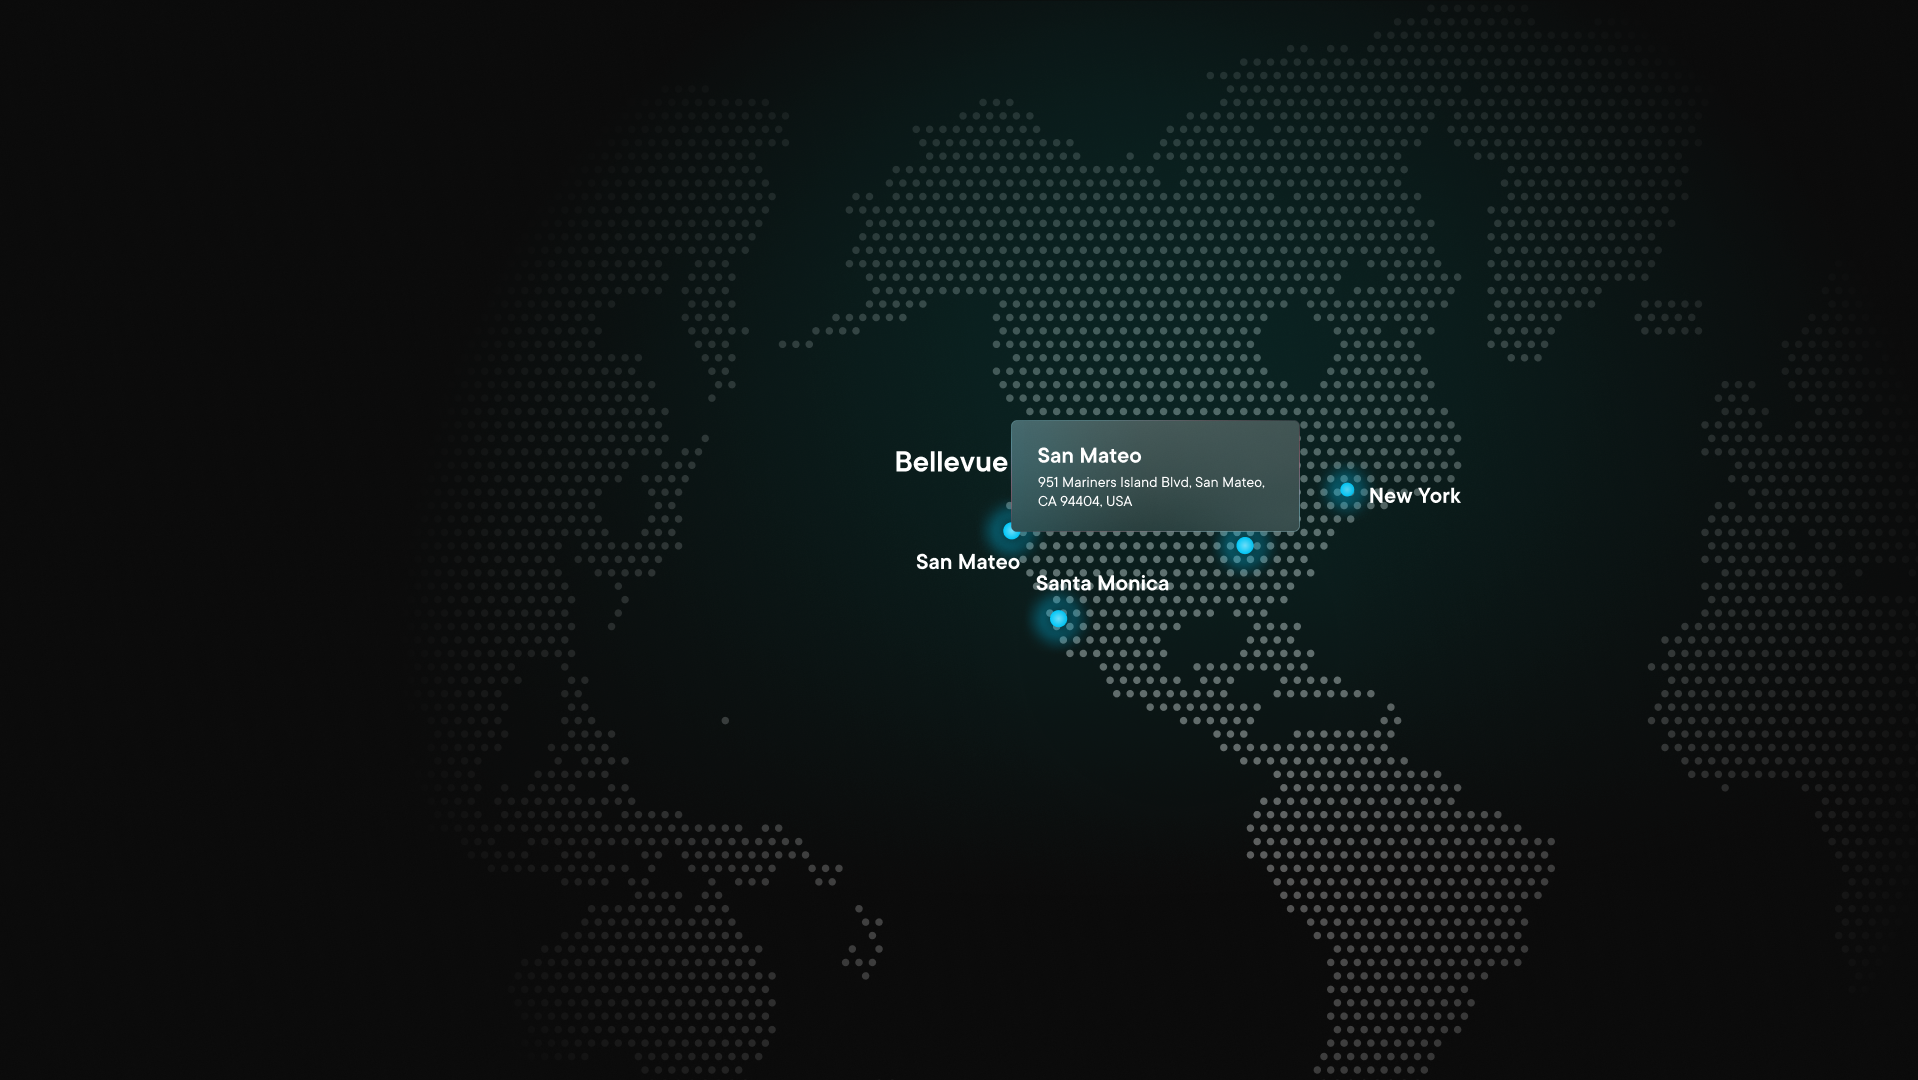 Bellevue
San Mateo
951 Mariners Island Blvd, San Mateo,
CA 94404, USA
New York
San Mateo
Santa Monica